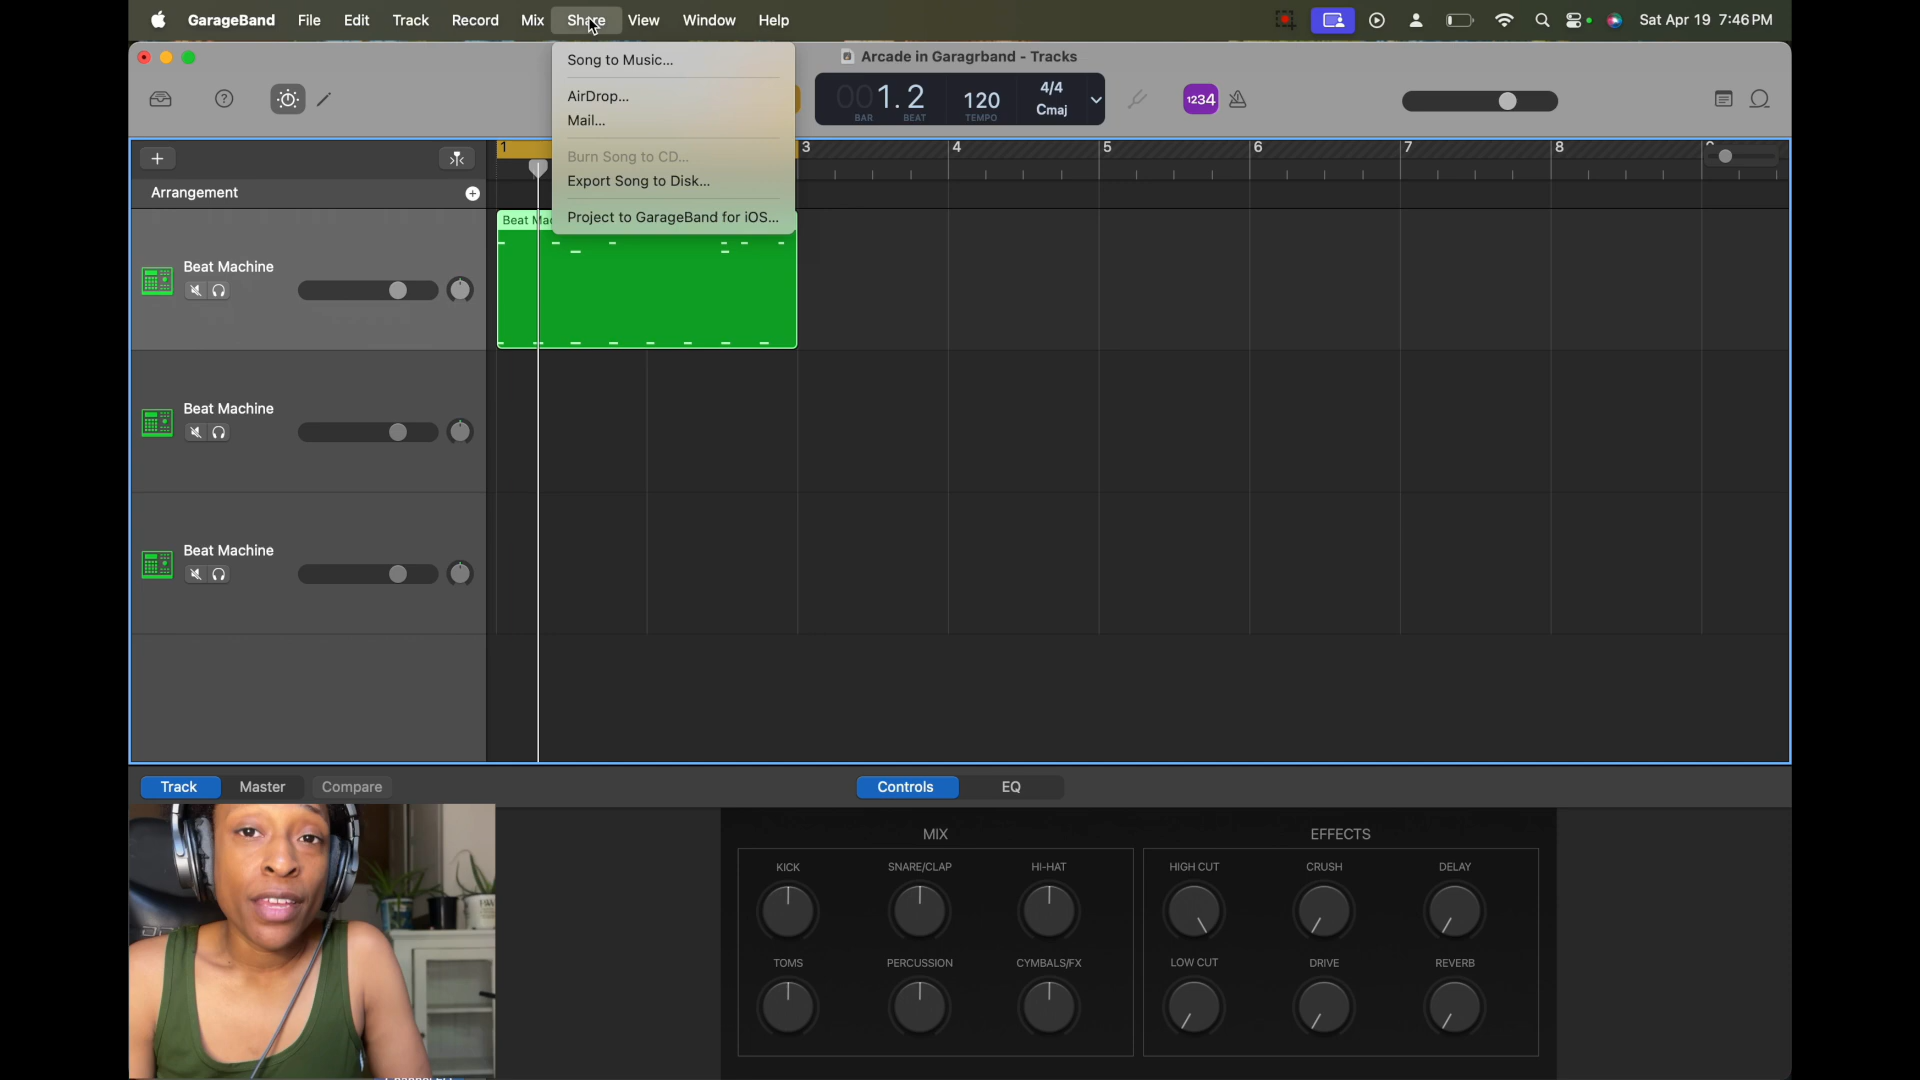 GarageBand File Edit Track Record Mix Share View Window Help Sat Apr 19 7:46 PM
Arcade in Garagrband - Tracks
Song to Music...
AirDrop...
Mail...
Burn Song to CD...
Export Song to Disk...
Project to GarageBand for iOS...
001.2
BAR BEAT
120
TEMPO
4/4
Cmaj
1234
1 3 4 5 6 7 8
Arrangement
Beat Mac
Beat Machine
Beat Machine
Beat Machine
Track Master Compare
Controls EQ
MIX
KICK SNARE/CLAP HI-HAT
TOMS PERCUSSION CYMBALS/FX
EFFECTS
HIGH CUT CRUSH DELAY
LOW CUT DRIVE REVERB